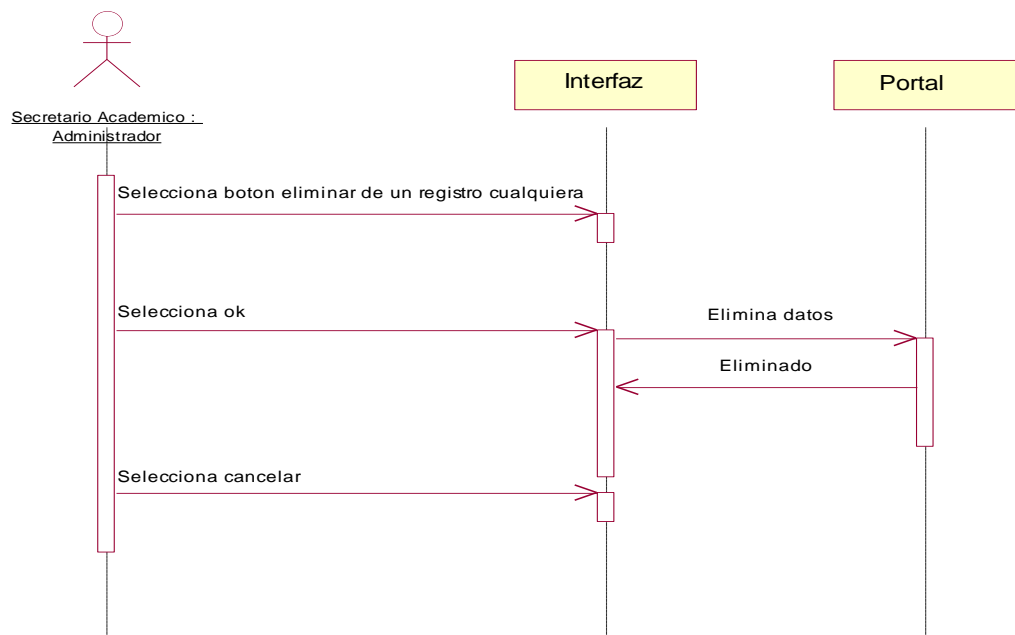 Interfaz
Portal
Secretario Academico :
Administrador
Selecciona boton eliminar de un registro cualquiera
Selecciona ok
Elimina datos
Eliminado
Selecciona cancelar